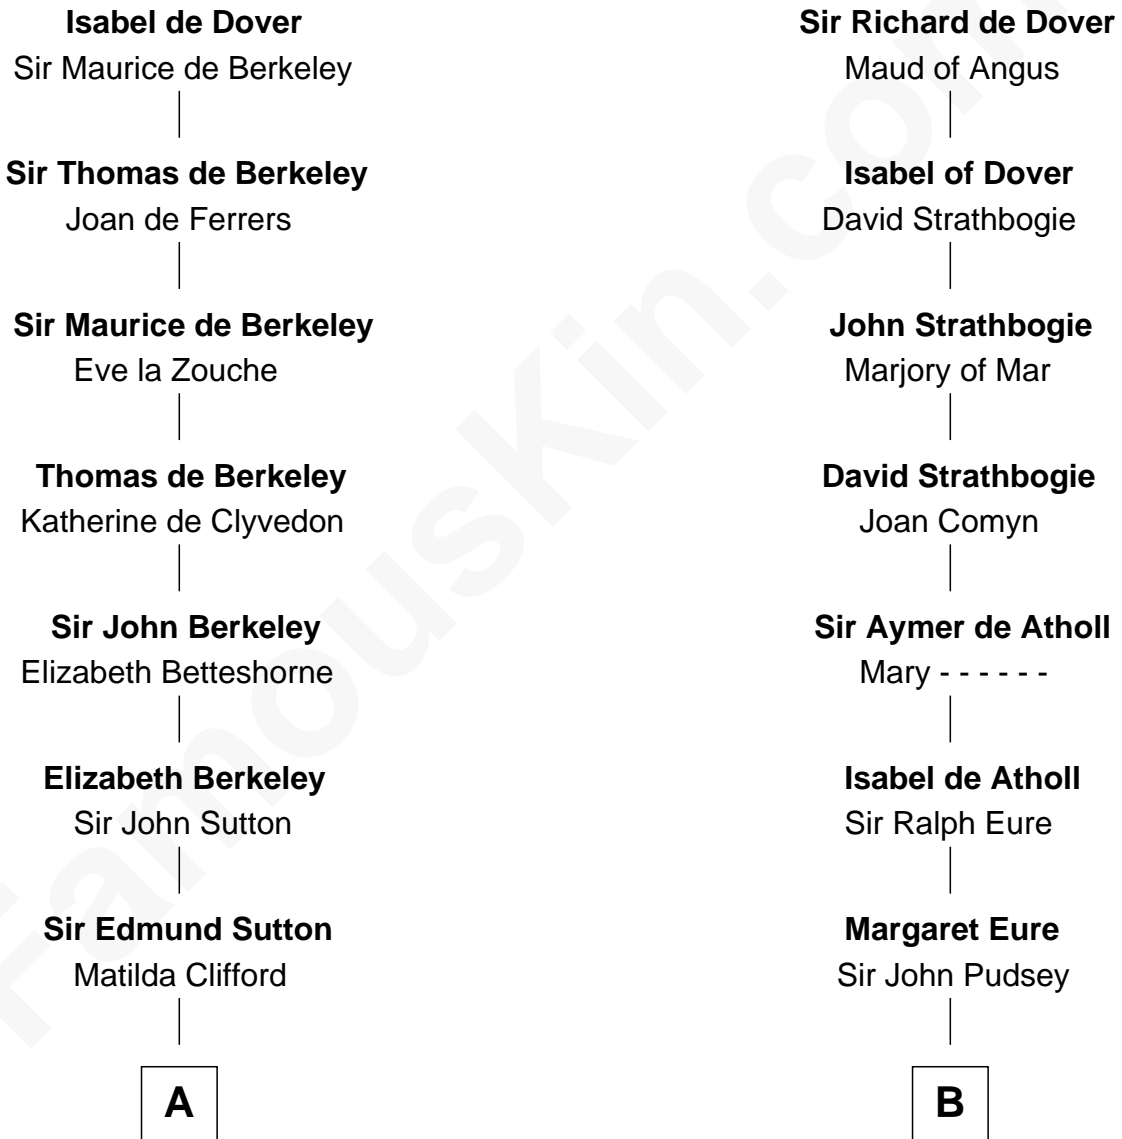 Isabel de Dover
Sir Maurice de Berkeley
Sir Thomas de Berkeley
Joan de Ferrers
Sir Maurice de Berkeley
Eve la Zouche
Thomas de Berkeley
Katherine de Clyvedon
Sir John Berkeley
Elizabeth Betteshorne
Elizabeth Berkeley
Sir John Sutton
Sir Edmund Sutton
Matilda Clifford
A
Sir Richard de Dover
Maud of Angus
Isabel of Dover
David Strathbogie
John Strathbogie
Marjory of Mar
David Strathbogie
Joan Comyn
Sir Aymer de Atholl
Mary - - - - - -
Isabel de Atholl
Sir Ralph Eure
Margaret Eure
Sir John Pudsey
B
FamousKin.com